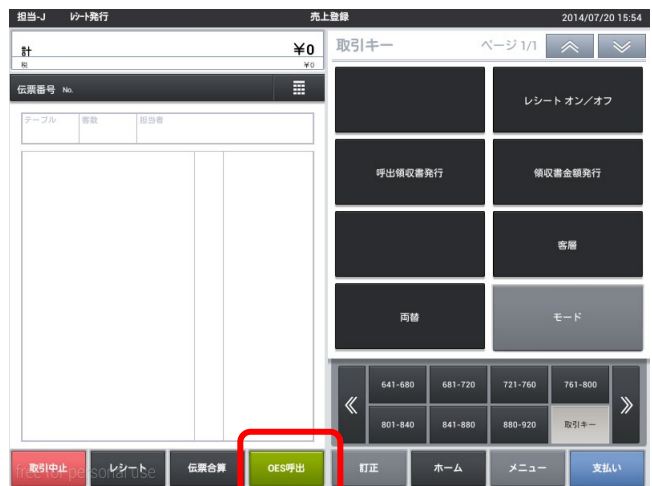 担当-J ﾚｼｰﾄ発行 売上登録 2014/07/20 15:54
計 ¥0
税 ¥0
伝票番号 No.
テーブル 客数 担当者
取引キー ページ 1/1
レシート オン／オフ
呼出領収書発行 領収書金額発行
客層
両替 モード
641-680 681-720 721-760 761-800
801-840 841-880 880-920 取引キー
取引中止 レシート 伝票合算 OES呼出 訂正 ホーム メニュー 支払い
free for personal use